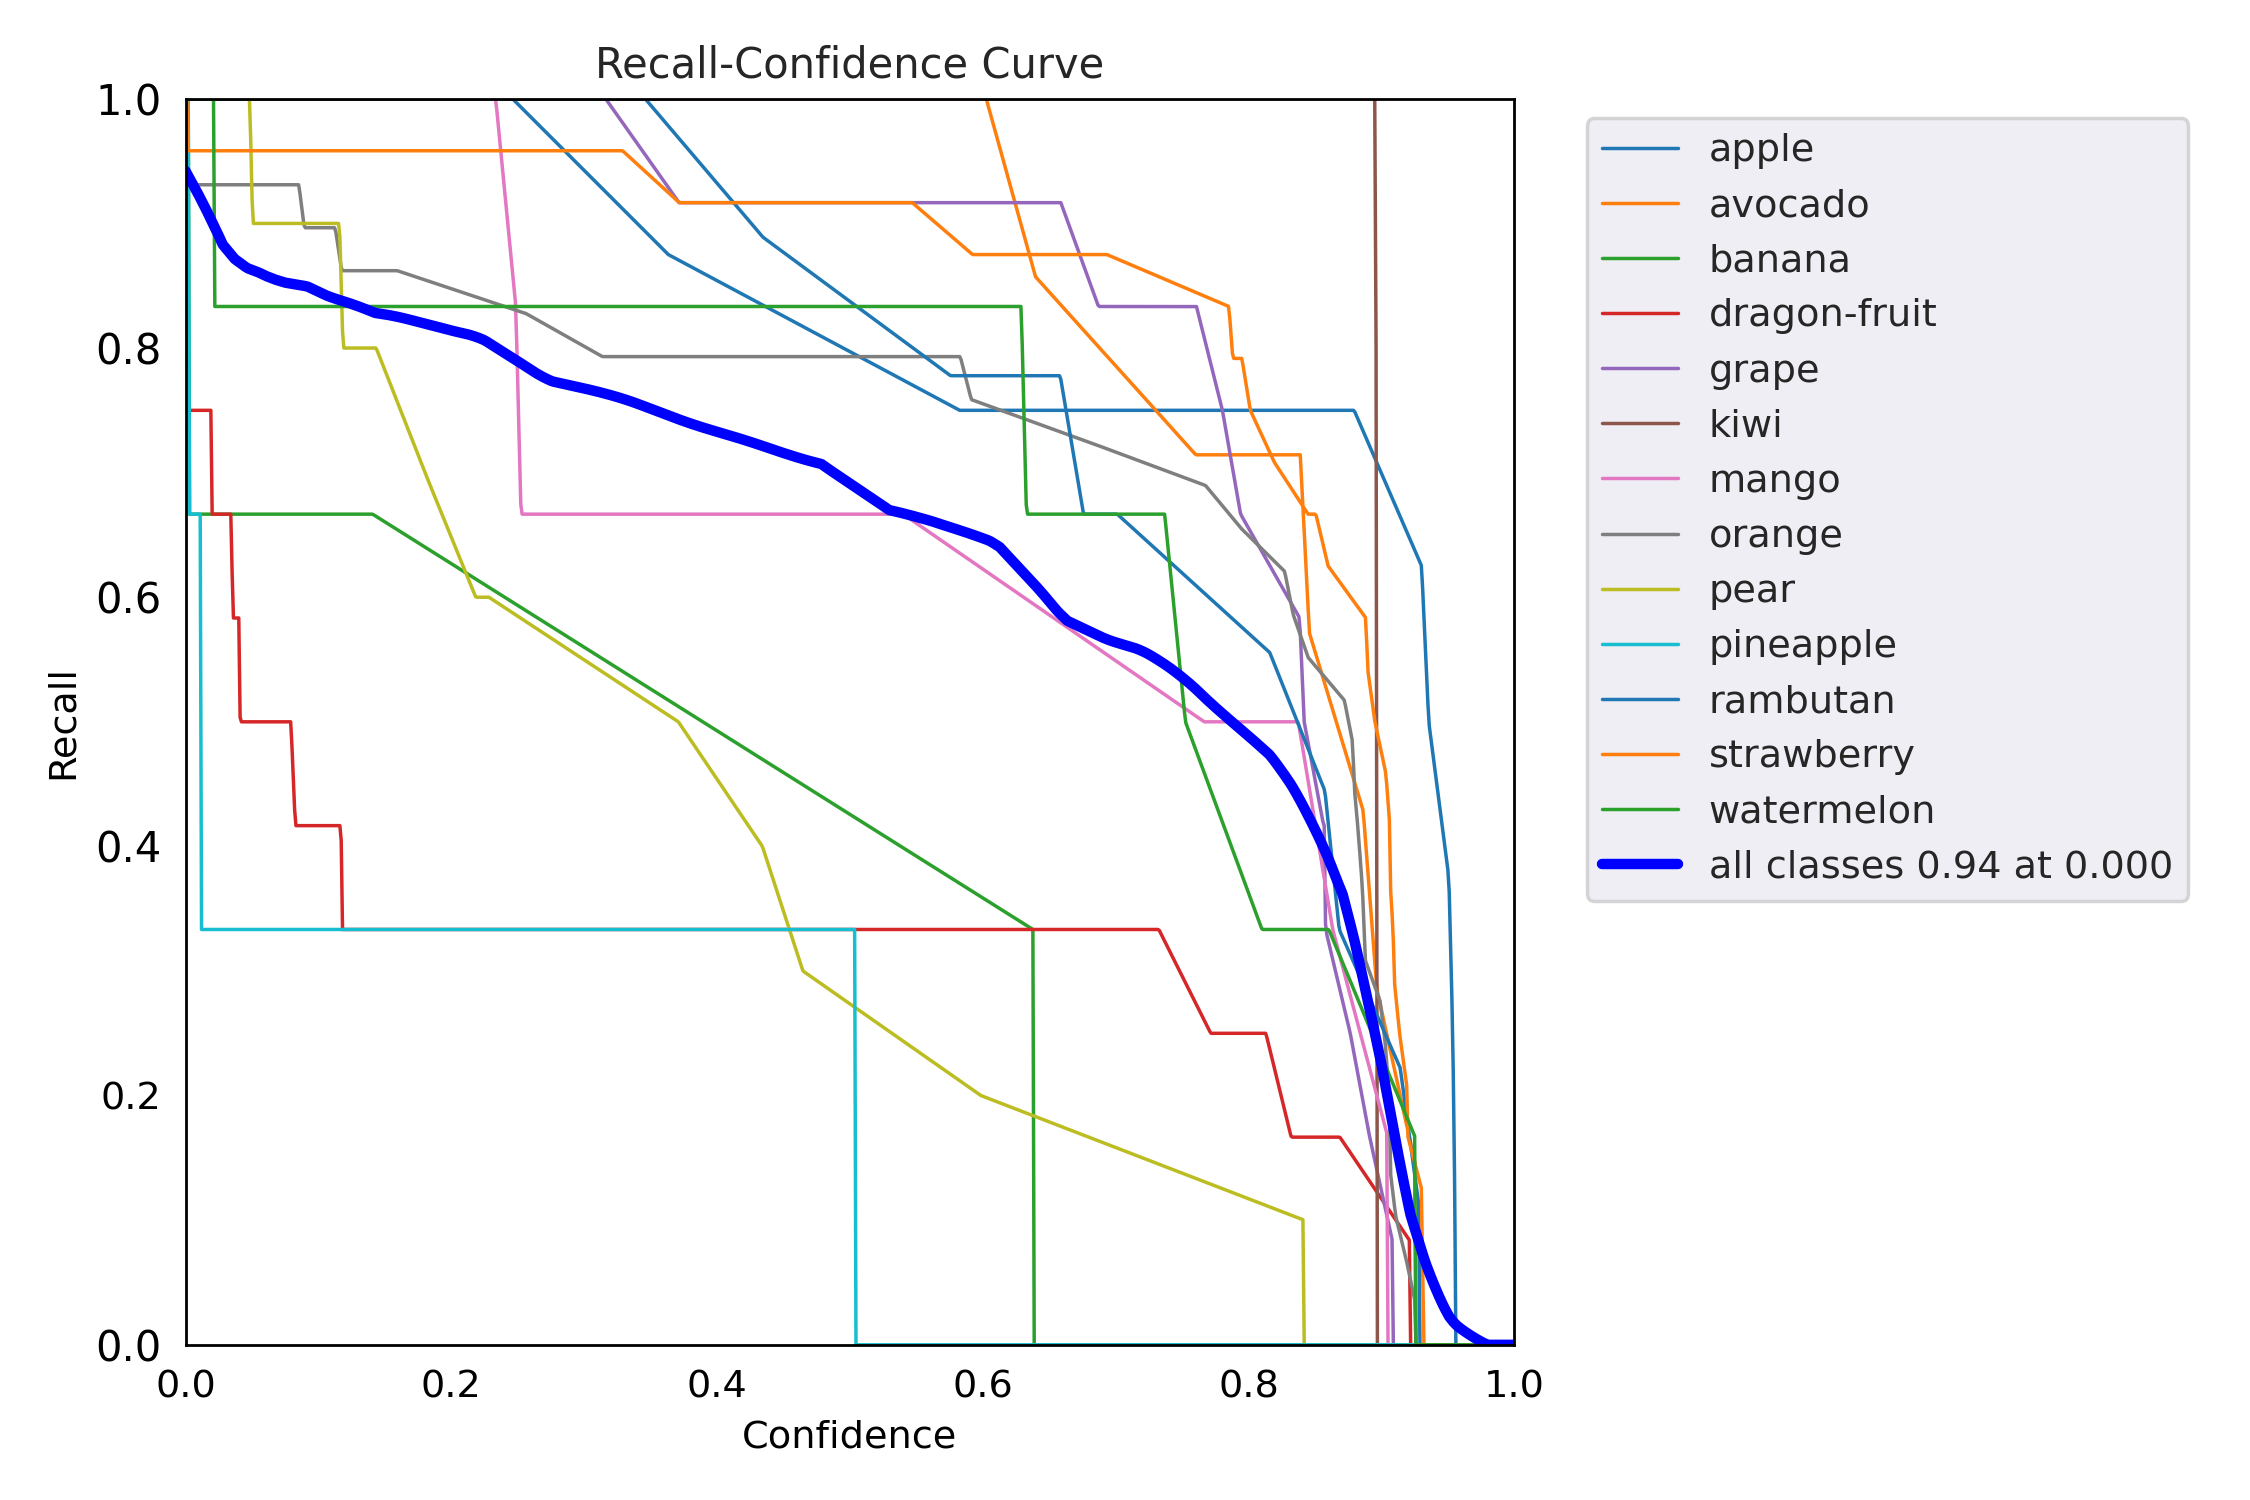 Recall-Confidence Curve
1.0
0.8
0.6
0.4
0.2
0.0
Recall
0.0 0.2 0.4 0.6 0.8 1.0
Confidence
apple
avocado
banana
dragon-fruit
grape
kiwi
mango
orange
pear
pineapple
rambutan
strawberry
watermelon
all classes 0.94 at 0.000